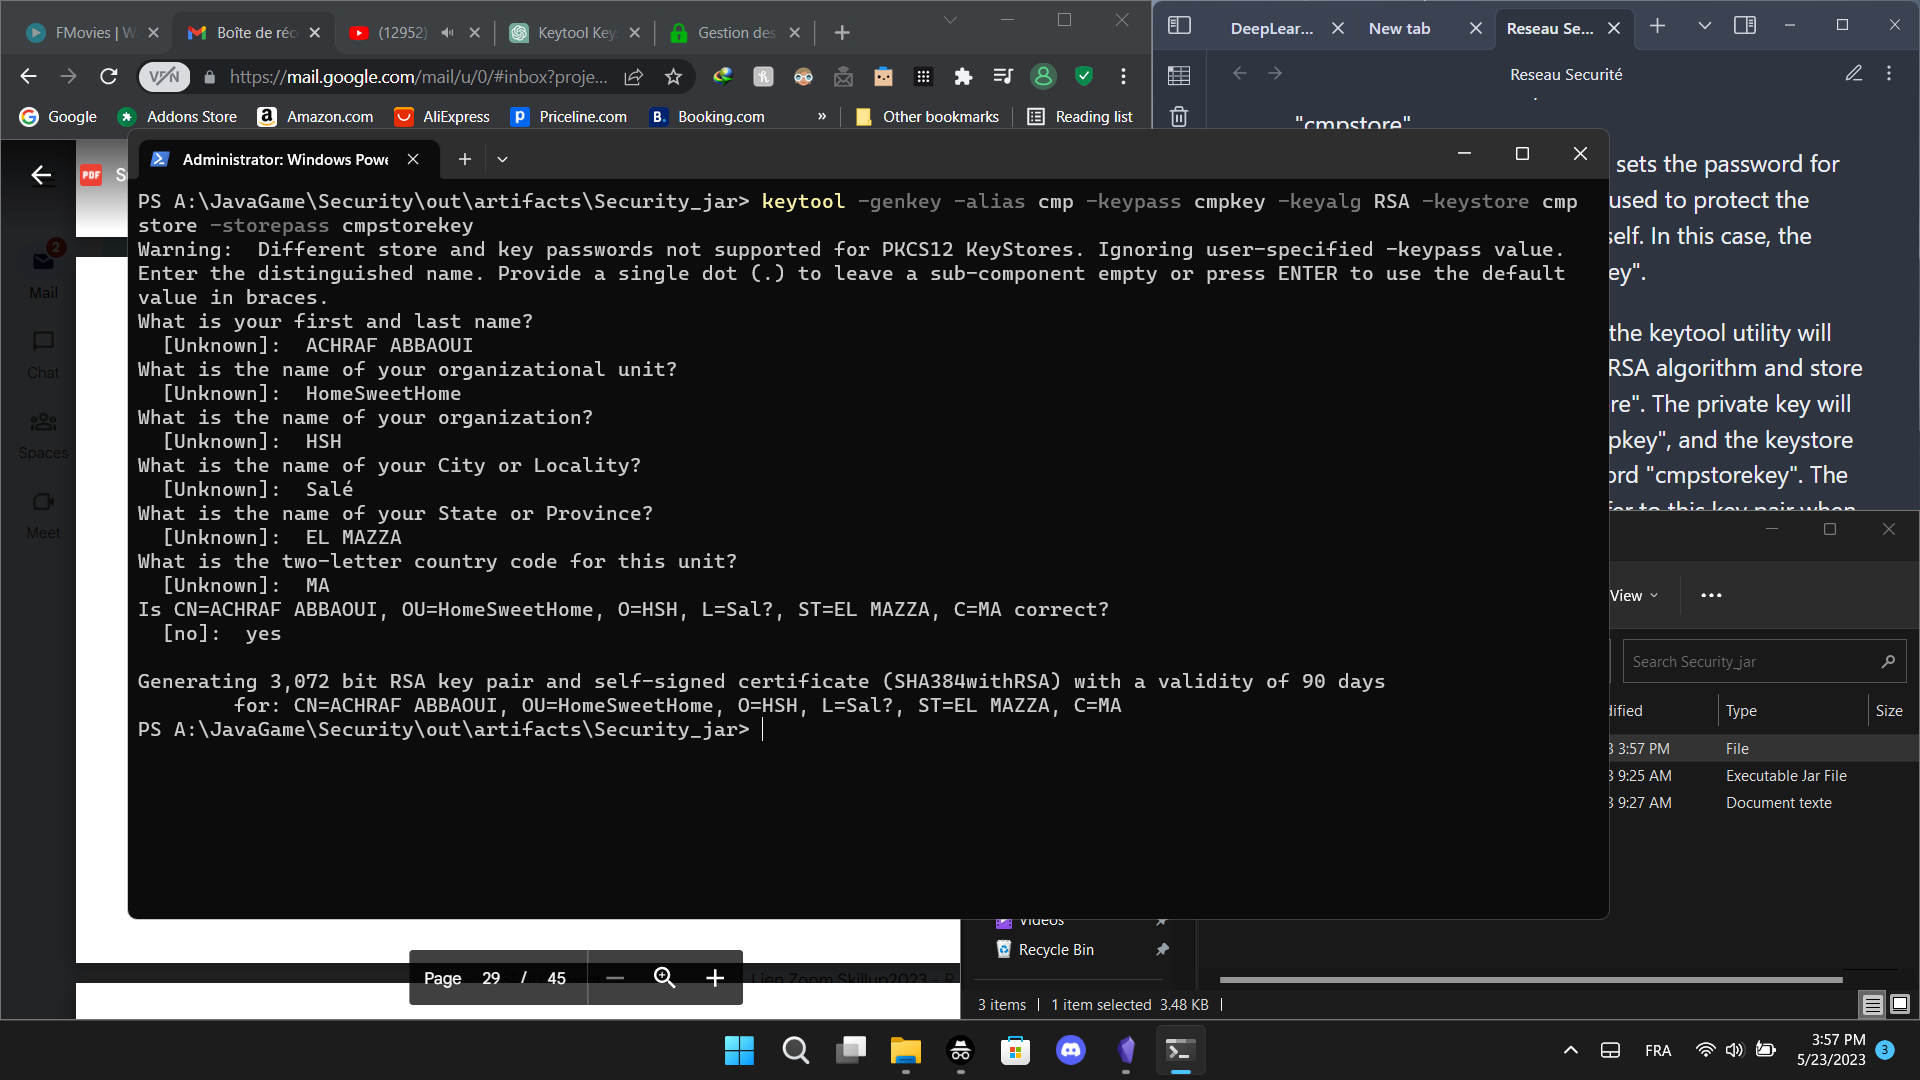 FMovies | W
Boîte de réc
(12952)
Keytool Key
Gestion des
https://mail.google.com/mail/u/0/#inbox?proje...
Google
Addons Store
Amazon.com
AliExpress
Priceline.com
Booking.com
»
Other bookmarks
Reading list
DeepLear...
New tab
Reseau Se...
Reseau Securité
"cmpstore"
sets the password for
used to protect the
self. In this case, the
ey".
the keytool utility will
RSA algorithm and store
re". The private key will
pkey", and the keystore
ord "cmpstorekey". The
fer to this key pair when
PDF
2
Mail
Chat
Spaces
Meet
Administrator: Windows Powe
PS A:\JavaGame\Security\out\artifacts\Security_jar> keytool -genkey -alias cmp -keypass cmpkey -keyalg RSA -keystore cmp
store -storepass cmpstorekey
Warning:  Different store and key passwords not supported for PKCS12 KeyStores. Ignoring user-specified -keypass value.
Enter the distinguished name. Provide a single dot (.) to leave a sub-component empty or press ENTER to use the default
value in braces.
What is your first and last name?
[Unknown]:  ACHRAF ABBAOUI
What is the name of your organizational unit?
[Unknown]:  HomeSweetHome
What is the name of your organization?
[Unknown]:  HSH
What is the name of your City or Locality?
[Unknown]:  Salé
What is the name of your State or Province?
[Unknown]:  EL MAZZA
What is the two-letter country code for this unit?
[Unknown]:  MA
Is CN=ACHRAF ABBAOUI, OU=HomeSweetHome, O=HSH, L=Sal?, ST=EL MAZZA, C=MA correct?
[no]:  yes
Generating 3,072 bit RSA key pair and self-signed certificate (SHA384withRSA) with a validity of 90 days
for: CN=ACHRAF ABBAOUI, OU=HomeSweetHome, O=HSH, L=Sal?, ST=EL MAZZA, C=MA
PS A:\JavaGame\Security\out\artifacts\Security_jar>
View
Search Security_jar
dified
Type
Size
3 3:57 PM
File
3 9:25 AM
Executable Jar File
3 9:27 AM
Document texte
Videos
Recycle Bin
Page 29 / 45
Lien Zoom Skillup2023 - R
3 items
1 item selected 3.48 KB
FRA
3:57 PM
5/23/2023
3